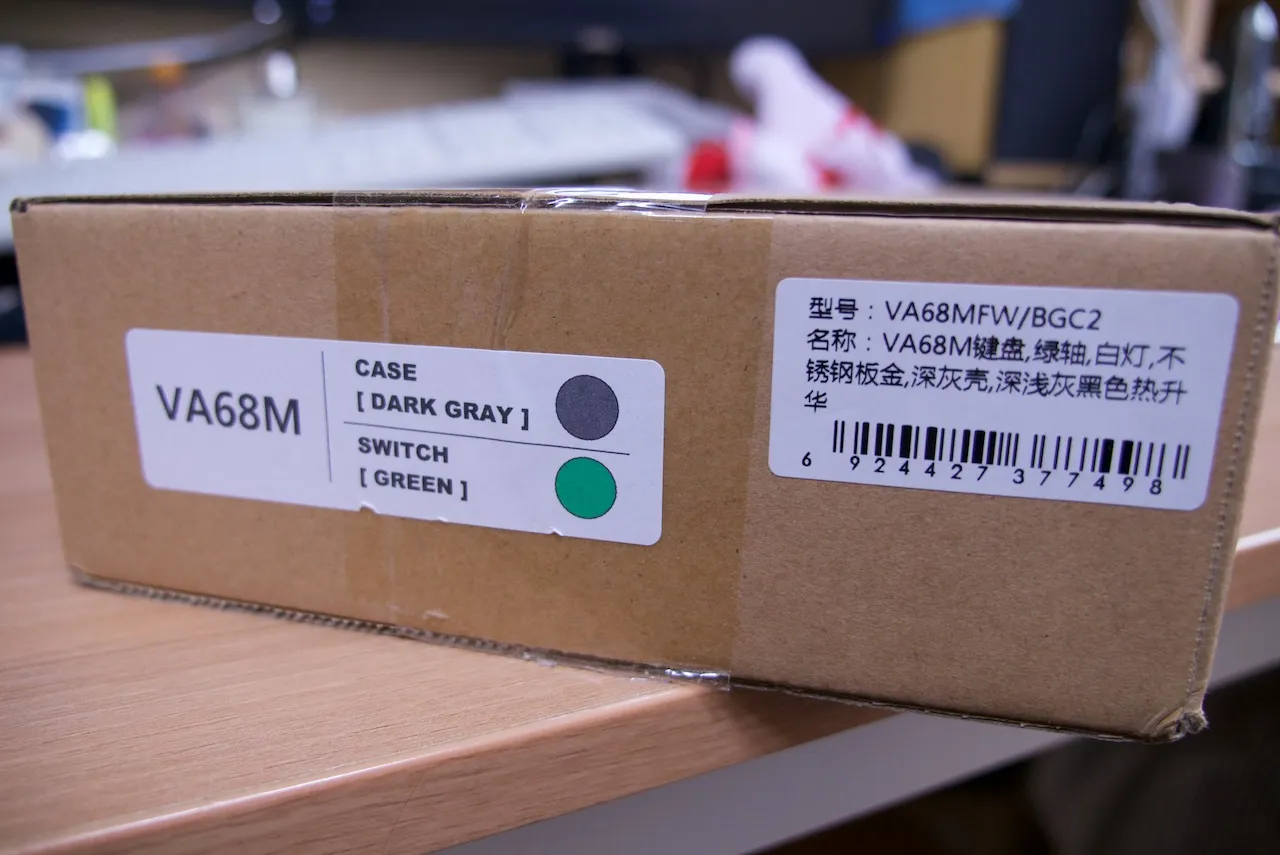 VA68M
CASE
[ DARK GRAY ]
SWITCH
[ GREEN ]
型号：VA68MFW/BGC2
名称：VA68M键盘,绿轴,白灯,不
锈钢板金,深灰壳,深浅灰黑色热升
华
6 924427 377498